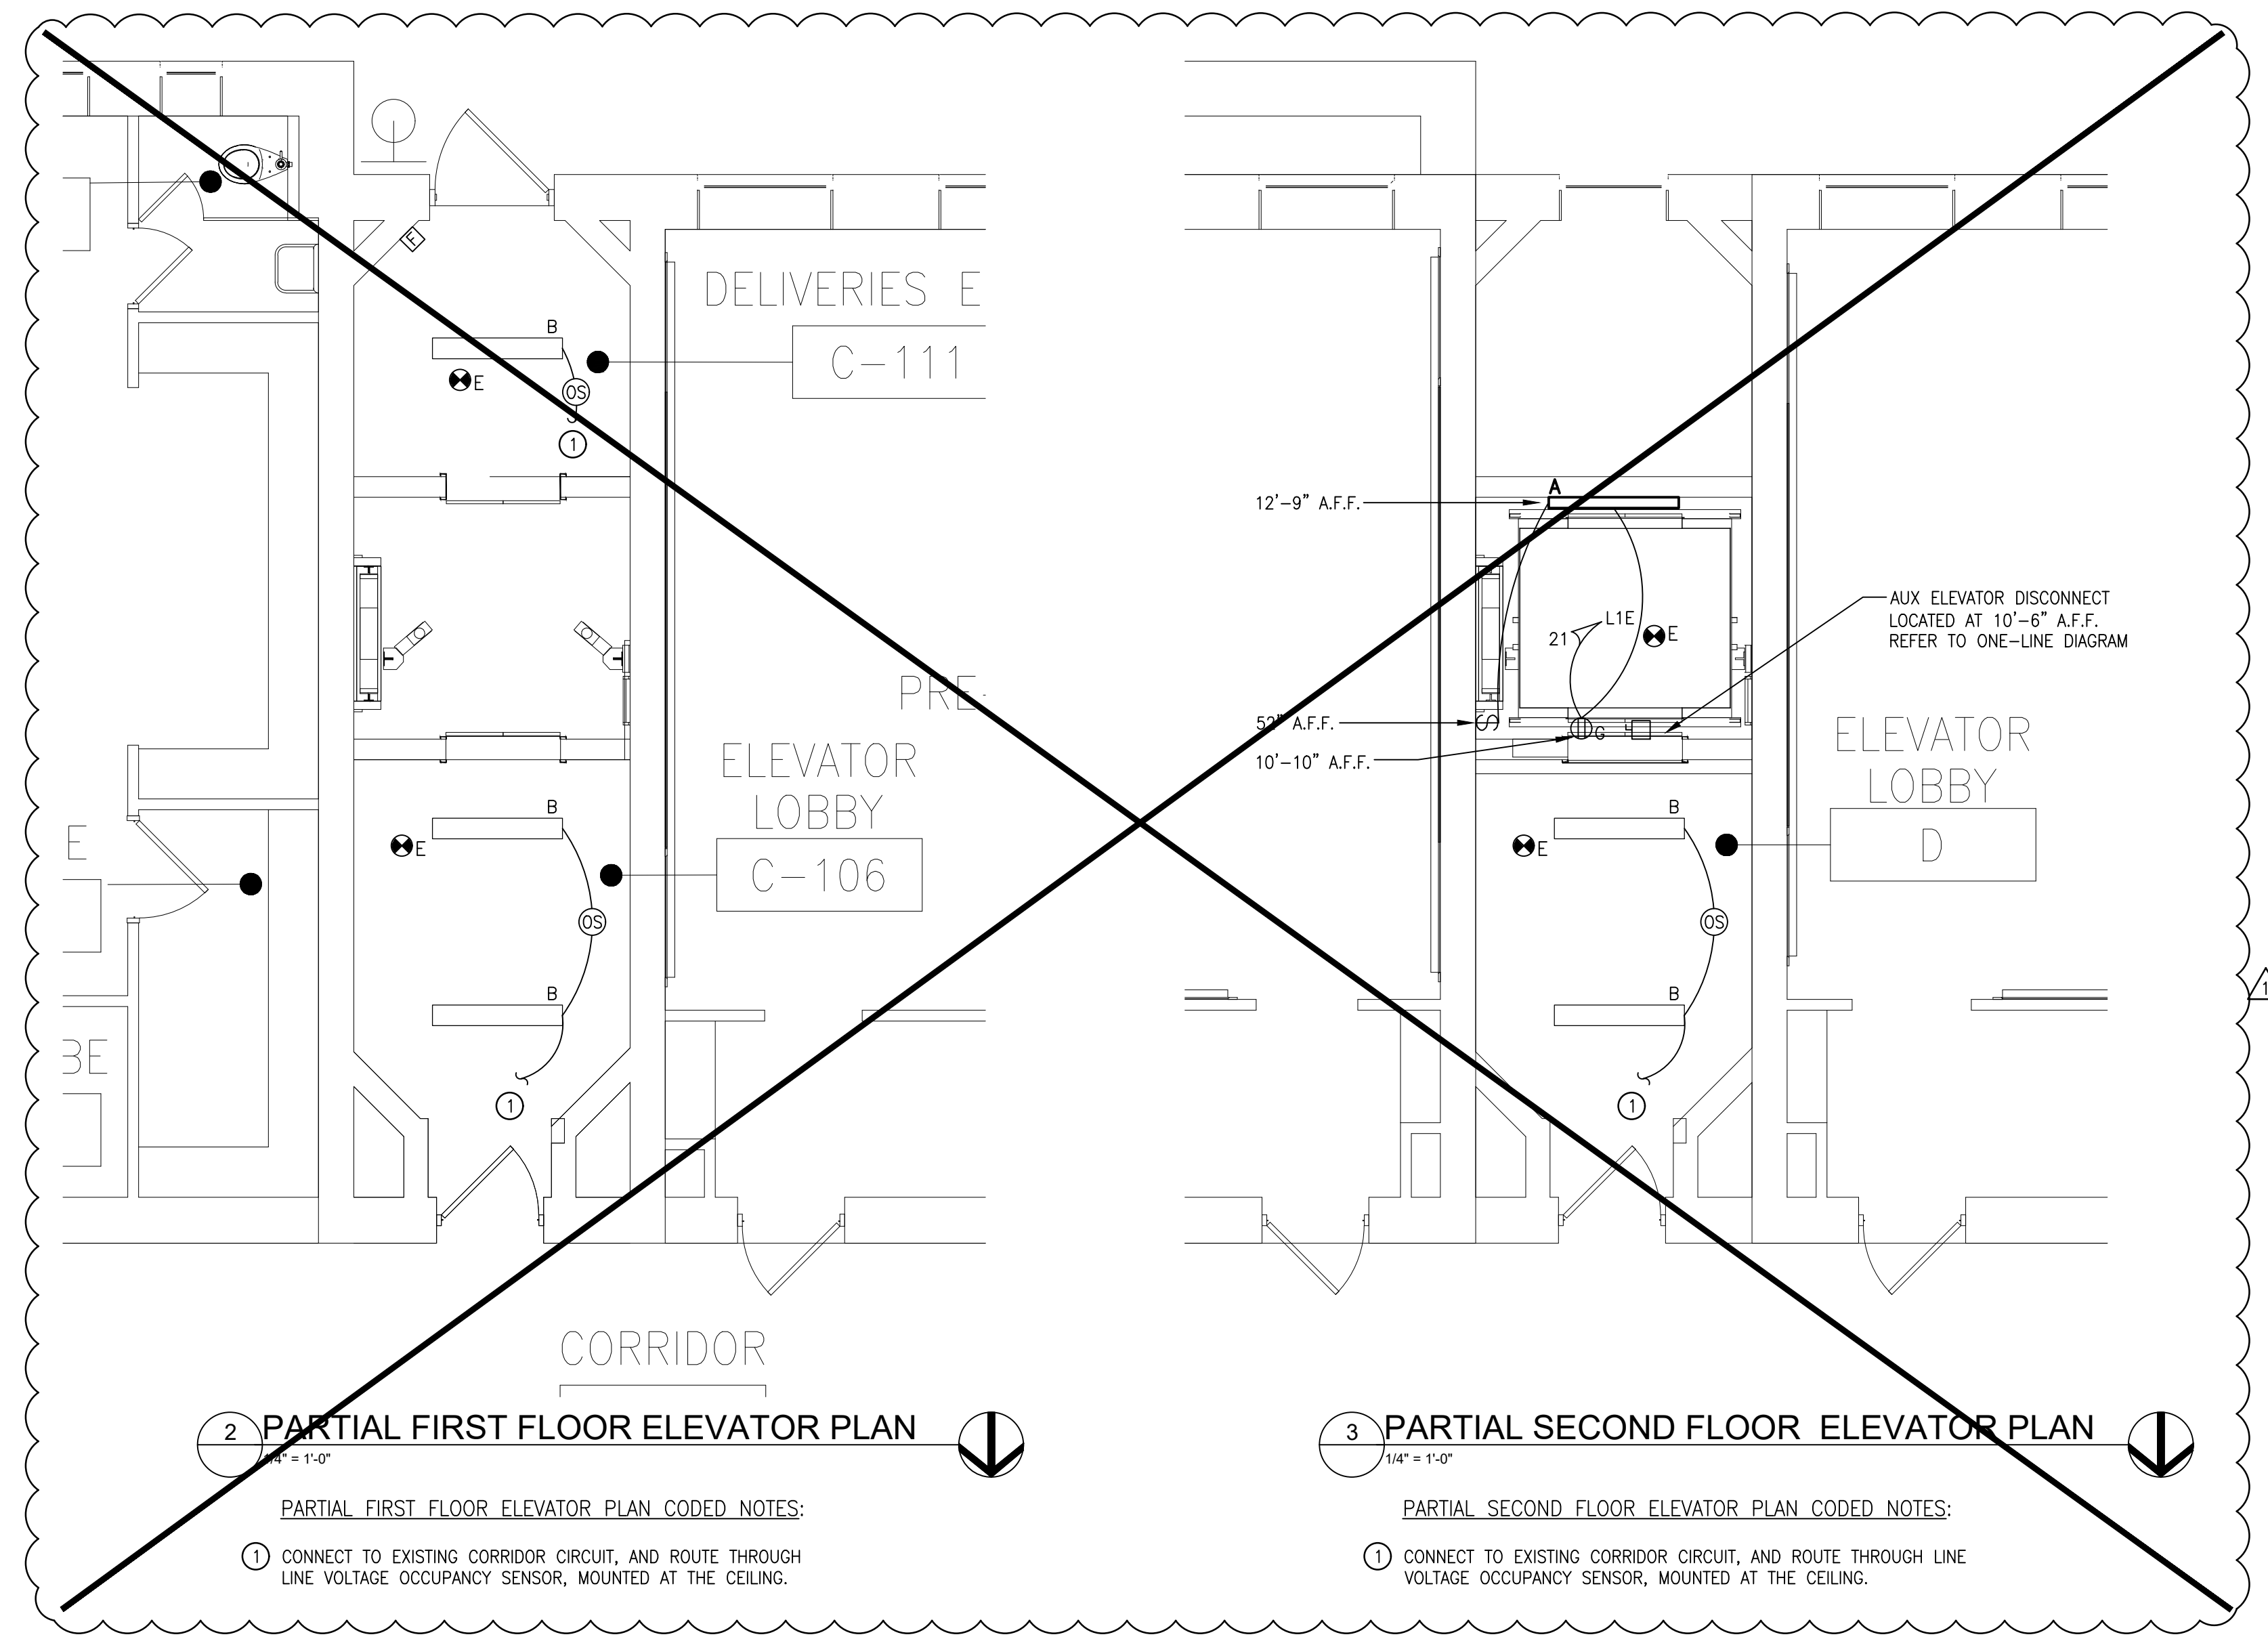 F
DELIVERIES E
C-111
B
E
OS
1
PRE-
ELEVATOR
LOBBY
C-106
B
E
OS
B
1
E
BE
CORRIDOR
2
PARTIAL FIRST FLOOR ELEVATOR PLAN
1/4" = 1'-0"
PARTIAL FIRST FLOOR ELEVATOR PLAN CODED NOTES:
1 CONNECT TO EXISTING CORRIDOR CIRCUIT, AND ROUTE THROUGH
LINE VOLTAGE OCCUPANCY SENSOR, MOUNTED AT THE CEILING.
A
12'-9" A.F.F.
L1E
21
E
AUX ELEVATOR DISCONNECT
LOCATED AT 10'-6" A.F.F.
REFER TO ONE-LINE DIAGRAM
A.F.F.
S
G
10'-10" A.F.F.
ELEVATOR
LOBBY
D
B
E
OS
B
1
1
3
PARTIAL SECOND FLOOR ELEVATOR PLAN
1/4" = 1'-0"
PARTIAL SECOND FLOOR ELEVATOR PLAN CODED NOTES:
1 CONNECT TO EXISTING CORRIDOR CIRCUIT, AND ROUTE THROUGH LINE
VOLTAGE OCCUPANCY SENSOR, MOUNTED AT THE CEILING.